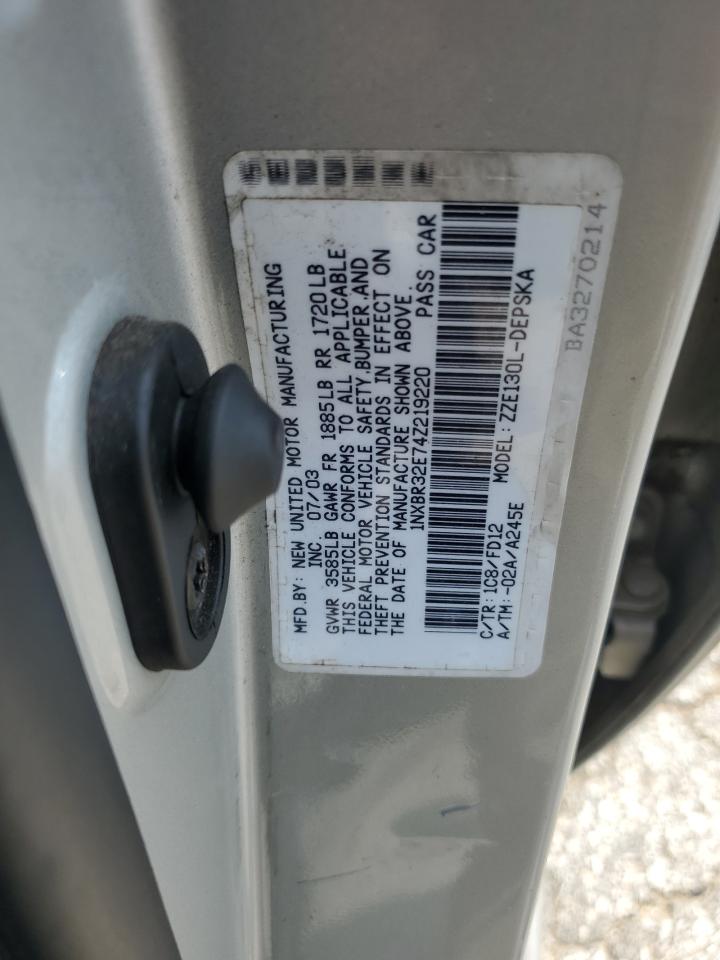 MFD.BY: NEW UNITED MOTOR MANUFACTURING
INC. 07/03
GVWR 3585LB GAWR FR 1885LB RR 1720LB
THIS VEHICLE CONFORMS TO ALL APPLICABLE
FEDERAL MOTOR VEHICLE SAFETY,BUMPER,AND
THEFT PREVENTION STANDARDS IN EFFECT ON
THE DATE OF MANUFACTURE SHOWN ABOVE.
1NXBR32E74Z219220 PASS CAR
C/TR:1C8/FD12 MODEL:ZZE130L-DEPSKA
A/TM:-02A/A245E
BA3270214